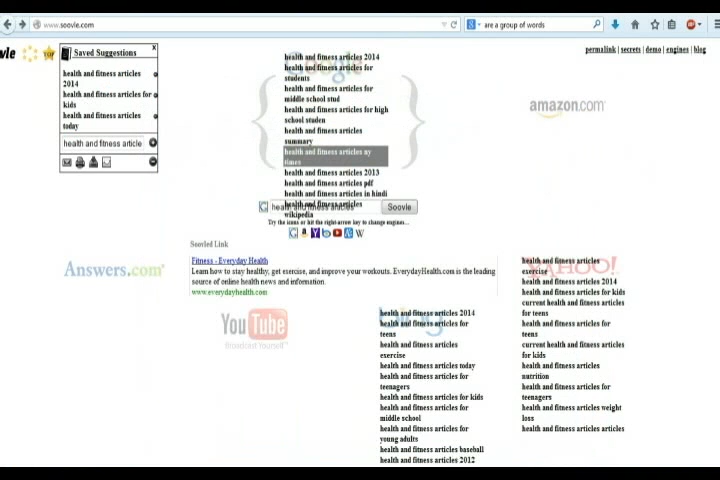 www.soovle.com
are a group of words
vle
TOP
Saved Suggestions
x
health and fitness articles
2014
health and fitness articles for
kids
health and fitness articles
today
health and fitness article
permalink | secrets | demo | engines | blog
Google
health and fitness articles 2014
health and fitness articles for
students
health and fitness articles for
middle school stud
health and fitness articles for high
school studen
health and fitness articles
summary
health and fitness articles ny
times
health and fitness articles 2013
health and fitness articles pdf
health and fitness articles in hindi
health and fitness articles
wikipedia
amazon.com
health and fitness articles
Soovle
Try the icons or hit the right-arrow key to change engines...
Soovled Link
Fitness - Everyday Health
Learn how to stay healthy, get exercise, and improve your workouts. EverydayHealth.com is the leading
source of online health news and information.
www.everydayhealth.com
Answers.com
YAHOO!
health and fitness articles
exercise
health and fitness articles 2014
health and fitness articles for kids
current health and fitness articles
for teens
health and fitness articles for
teens
current health and fitness articles
for kids
health and fitness articles
nutrition
health and fitness articles for
teenagers
health and fitness articles weight
loss
health and fitness articles articles
YouTube
Broadcast Yourself™
bing
health and fitness articles 2014
health and fitness articles for
teens
health and fitness articles
exercise
health and fitness articles today
health and fitness articles for
teenagers
health and fitness articles for kids
health and fitness articles for
middle school
health and fitness articles for
young adults
health and fitness articles baseball
health and fitness articles 2012